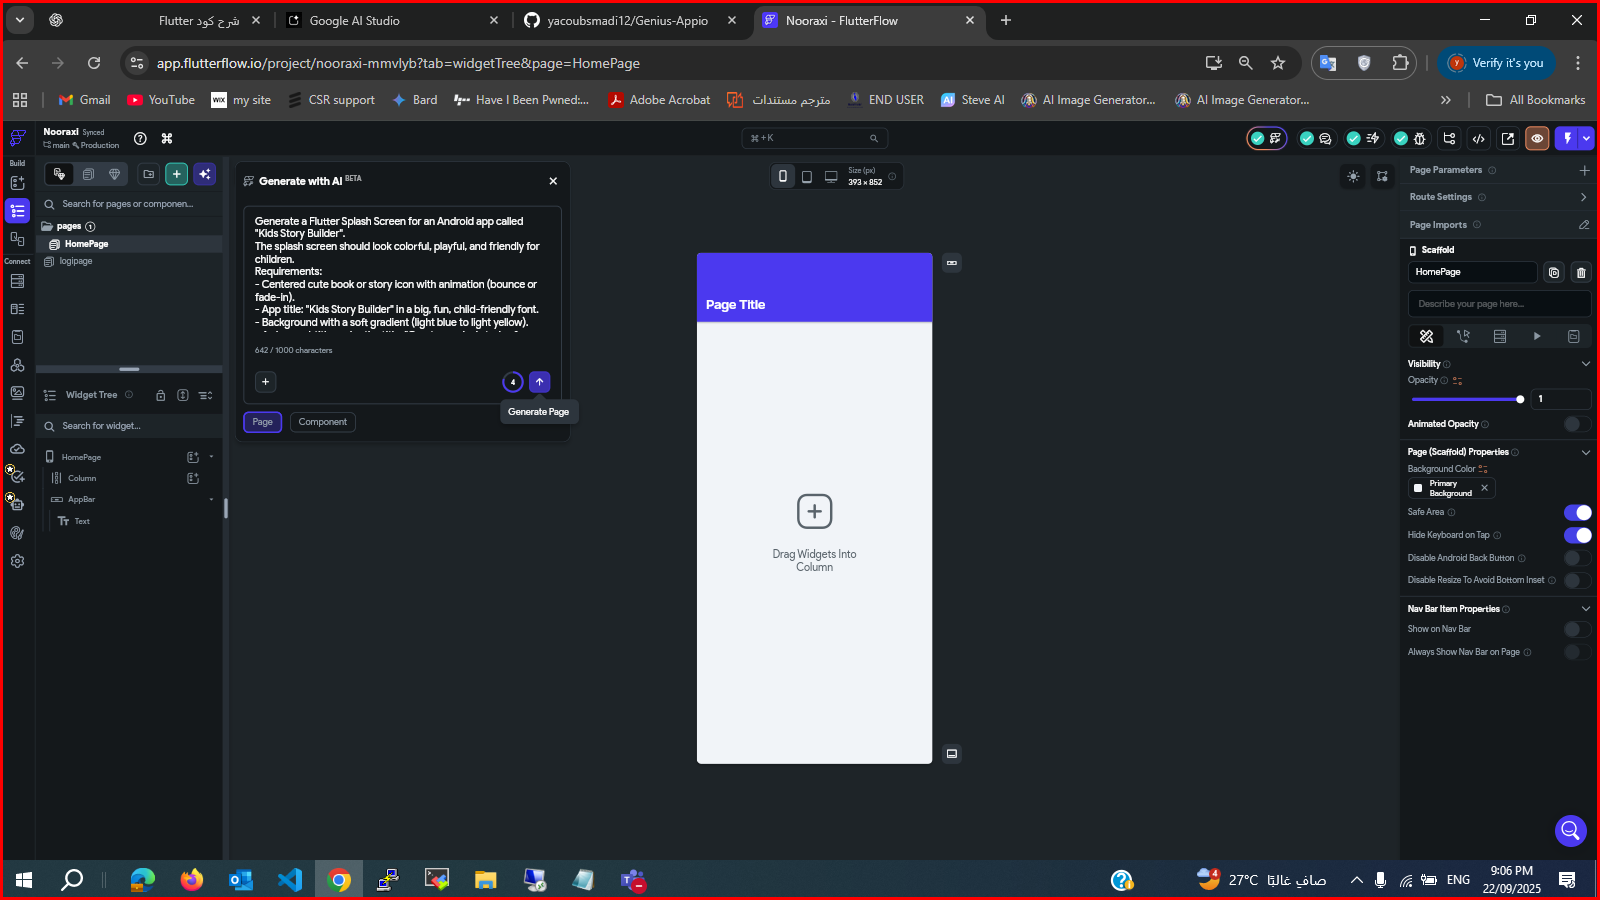 شرح كود Flutter
Google AI Studio
yacoubsmadi12/Genius-Appio
Nooraxi - FlutterFlow
app.flutterflow.io/project/nooraxi-mmvlyb?tab=widgetTree&page=HomePage
Verify it's you
Gmail
YouTube
WIX my site
CSR support
Bard
Have I Been Pwned:...
Adobe Acrobat
مترجم مستندات
END USER
AI Steve AI
AI Image Generator...
AI Image Generator...
All Bookmarks
Nooraxi Synced
main Production
⌘+K
Build
Connect
Search for pages or componen...
pages 1
HomePage
logipage
Widget Tree
Search for widget...
HomePage
Column
AppBar
Text
Generate with AI BETA
Generate a Flutter Splash Screen for an Android app called
"Kids Story Builder".
The splash screen should look colorful, playful, and friendly for
children.
Requirements:
- Centered cute book or story icon with animation (bounce or
fade-in).
- App title: "Kids Story Builder" in a big, fun, child-friendly font.
- Background with a soft gradient (light blue to light yellow).
642 / 1000 characters
4
Generate Page
Page
Component
Size (px)
393 × 852
Page Title
Drag Widgets Into
Column
Page Parameters
Route Settings
Page Imports
Scaffold
HomePage
Describe your page here...
Visibility
Opacity
1
Animated Opacity
Page (Scaffold) Properties
Background Color
Primary
Background
Safe Area
Hide Keyboard on Tap
Disable Android Back Button
Disable Resize To Avoid Bottom Inset
Nav Bar Item Properties
Show on Nav Bar
Always Show Nav Bar on Page
4
27°C صافٍ غالبًا
ENG
9:06 PM
22/09/2025